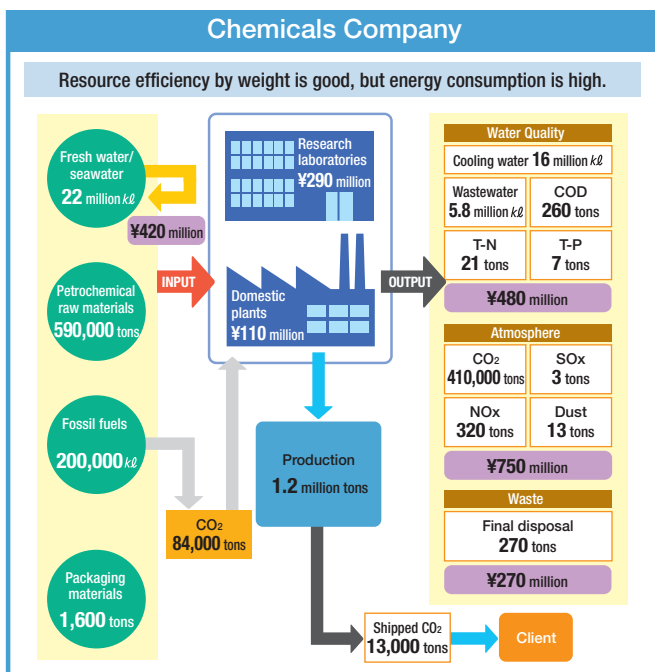 Chemicals Company
Resource efficiency by weight is good, but energy consumption is high.
Fresh water/
seawater
22 million kℓ
¥420 million
Petrochemical
raw materials
590,000 tons
Fossil fuels
200,000 kℓ
Packaging
materials
1,600 tons
INPUT
Research
laboratories
¥290 million
Domestic
plants
¥110 million
OUTPUT
CO₂
84,000 tons
Production
1.2 million tons
Shipped CO₂
13,000 tons
Client
Water Quality
Cooling water 16 million kℓ
Wastewater
5.8 million kℓ
COD
260 tons
T-N
21 tons
T-P
7 tons
¥480 million
Atmosphere
CO₂
410,000 tons
SOx
3 tons
NOx
320 tons
Dust
13 tons
¥750 million
Waste
Final disposal
270 tons
¥270 million